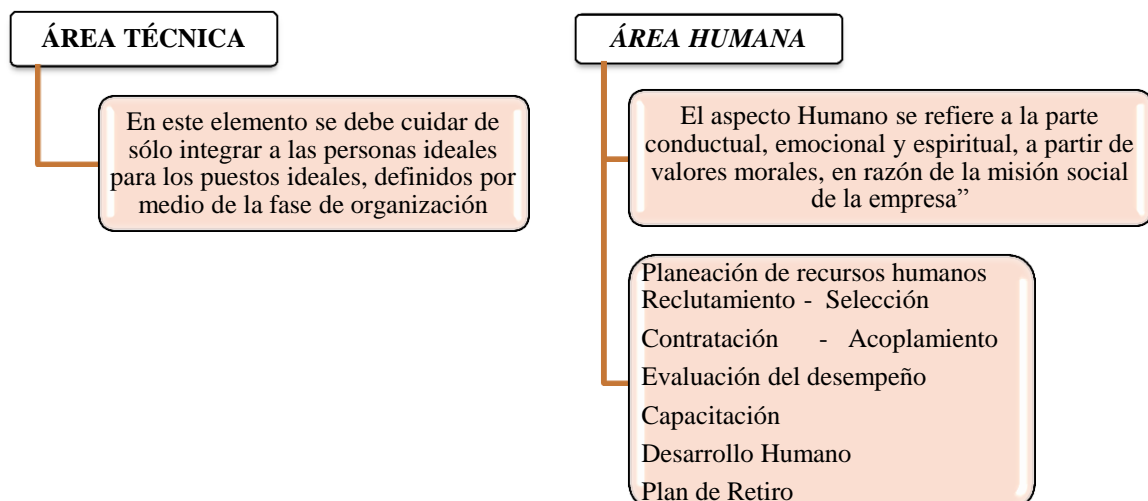 ÁREA TÉCNICA
En este elemento se debe cuidar de
sólo integrar a las personas ideales
para los puestos ideales, definidos por
medio de la fase de organización
ÁREA HUMANA
El aspecto Humano se refiere a la parte
conductual, emocional y espiritual, a partir de
valores morales, en razón de la misión social
de la empresa”
Planeación de recursos humanos
Reclutamiento - Selección
Contratación - Acoplamiento
Evaluación del desempeño
Capacitación
Desarrollo Humano
Plan de Retiro